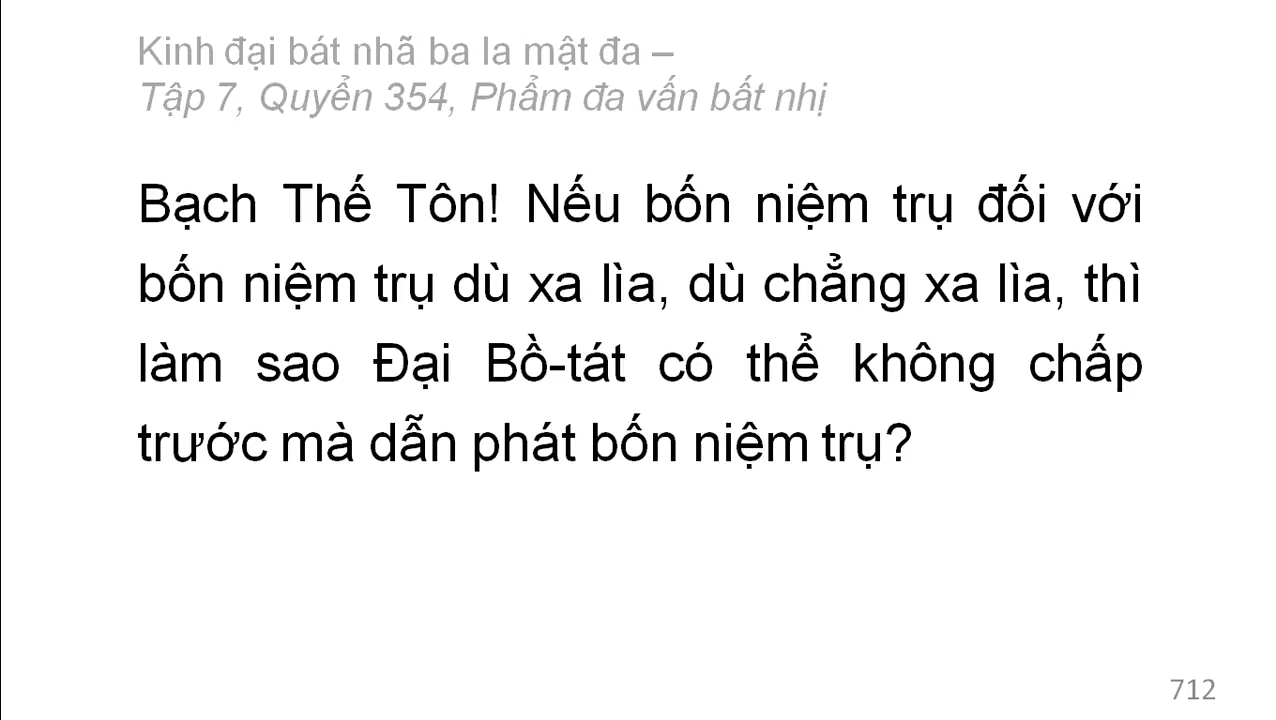 Kinh đại bát nhã ba la mật đa –
Tập 7, Quyển 354, Phẩm đa vấn bất nhị
Bạch Thế Tôn! Nếu bốn niệm trụ đối với
bốn niệm trụ dù xa lìa, dù chẳng xa lìa, thì
làm sao Đại Bồ-tát có thể không chấp
trước mà dẫn phát bốn niệm trụ?
712